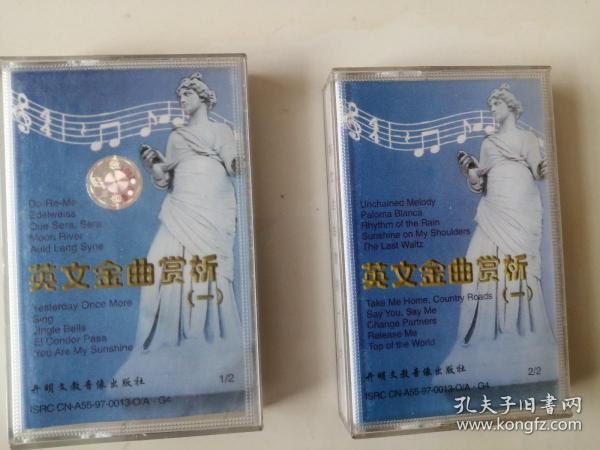 Do-Re-Me
Edelweiss
Que Sera, Sera
Moon River
Auld Lang Syne
英文金曲赏析
(一)
Yesterday Once More
Sing
Jingle Bells
El Condor Pasa
You Are My Sunshine
开明文教音像出版社
1/2
ISRC CN-A55-97-0013-O/A · G4
Unchained Melody
Paloma Blanca
Rhythm of the Rain
Sunshine on My Shoulders
The Last Waltz
英文金曲赏析
(一)
Take Me Home, Country Roads
Say You, Say Me
Change Partners
Release Me
Top of the World
开明文教音像出版社
2/2
ISRC CN-A55-97-0013-O/A · G4
孔夫子旧书网
www.kongfz.com